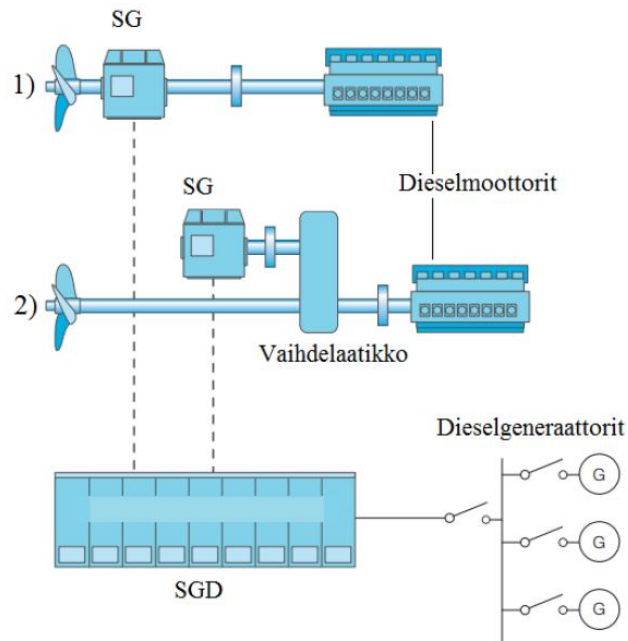 SG
1)
SG
Dieselmoottorit
2)
Vaihdelaatikko
Dieselgeneraattorit
G
G
SGD
G